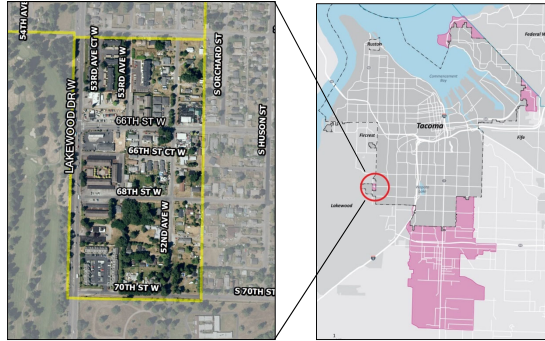 54TH AVE
53RD AVE CT W
53RD AVE W
S ORCHARD ST
LAKEWOOD DR W
66TH ST W
66TH ST CT W
S HUSON ST
68TH ST W
52ND AVE W
70TH ST W
S 70TH ST
Ruston
Federal W
Commencement
Bay
Tacoma
Fife
Fircrest
Lakewood
1